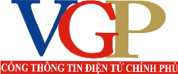 VGP
CỔNG THÔNG TIN ĐIỆN TỬ CHÍNH PHỦ